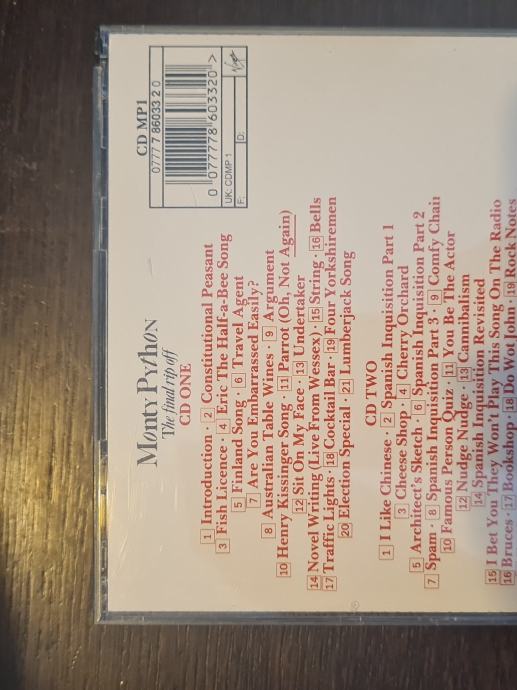 CD MP1
0777 7 86033 2 0
0 077778 603320 >
UK: CDMP 1
F: D:
Monty Python
The final rip off
CD ONE
1 Introduction · 2 Constitutional Peasant
3 Fish Licence · 4 Eric The Half-a-Bee Song
5 Finland Song · 6 Travel Agent
7 Are You Embarrassed Easily?
8 Australian Table Wines · 9 Argument
10 Henry Kissinger Song · 11 Parrot (Oh, Not Again)
12 Sit On My Face · 13 Undertaker
14 Novel Writing (Live From Wessex) · 15 String · 16 Bells
17 Traffic Lights · 18 Cocktail Bar · 19 Four Yorkshiremen
20 Election Special · 21 Lumberjack Song
CD TWO
1 I Like Chinese · 2 Spanish Inquisition Part 1
3 Cheese Shop · 4 Cherry Orchard
5 Architect's Sketch · 6 Spanish Inquisition Part 2
7 Spam · 8 Spanish Inquisition Part 3 · 9 Comfy Chair
10 Famous Person Quiz · 11 You Be The Actor
12 Nudge Nudge · 13 Cannibalism
14 Spanish Inquisition Revisited
15 I Bet You They Won't Play This Song On The Radio
16 Bruces · 17 Bookshop · 18 Do Wot John · 19 Rock Notes